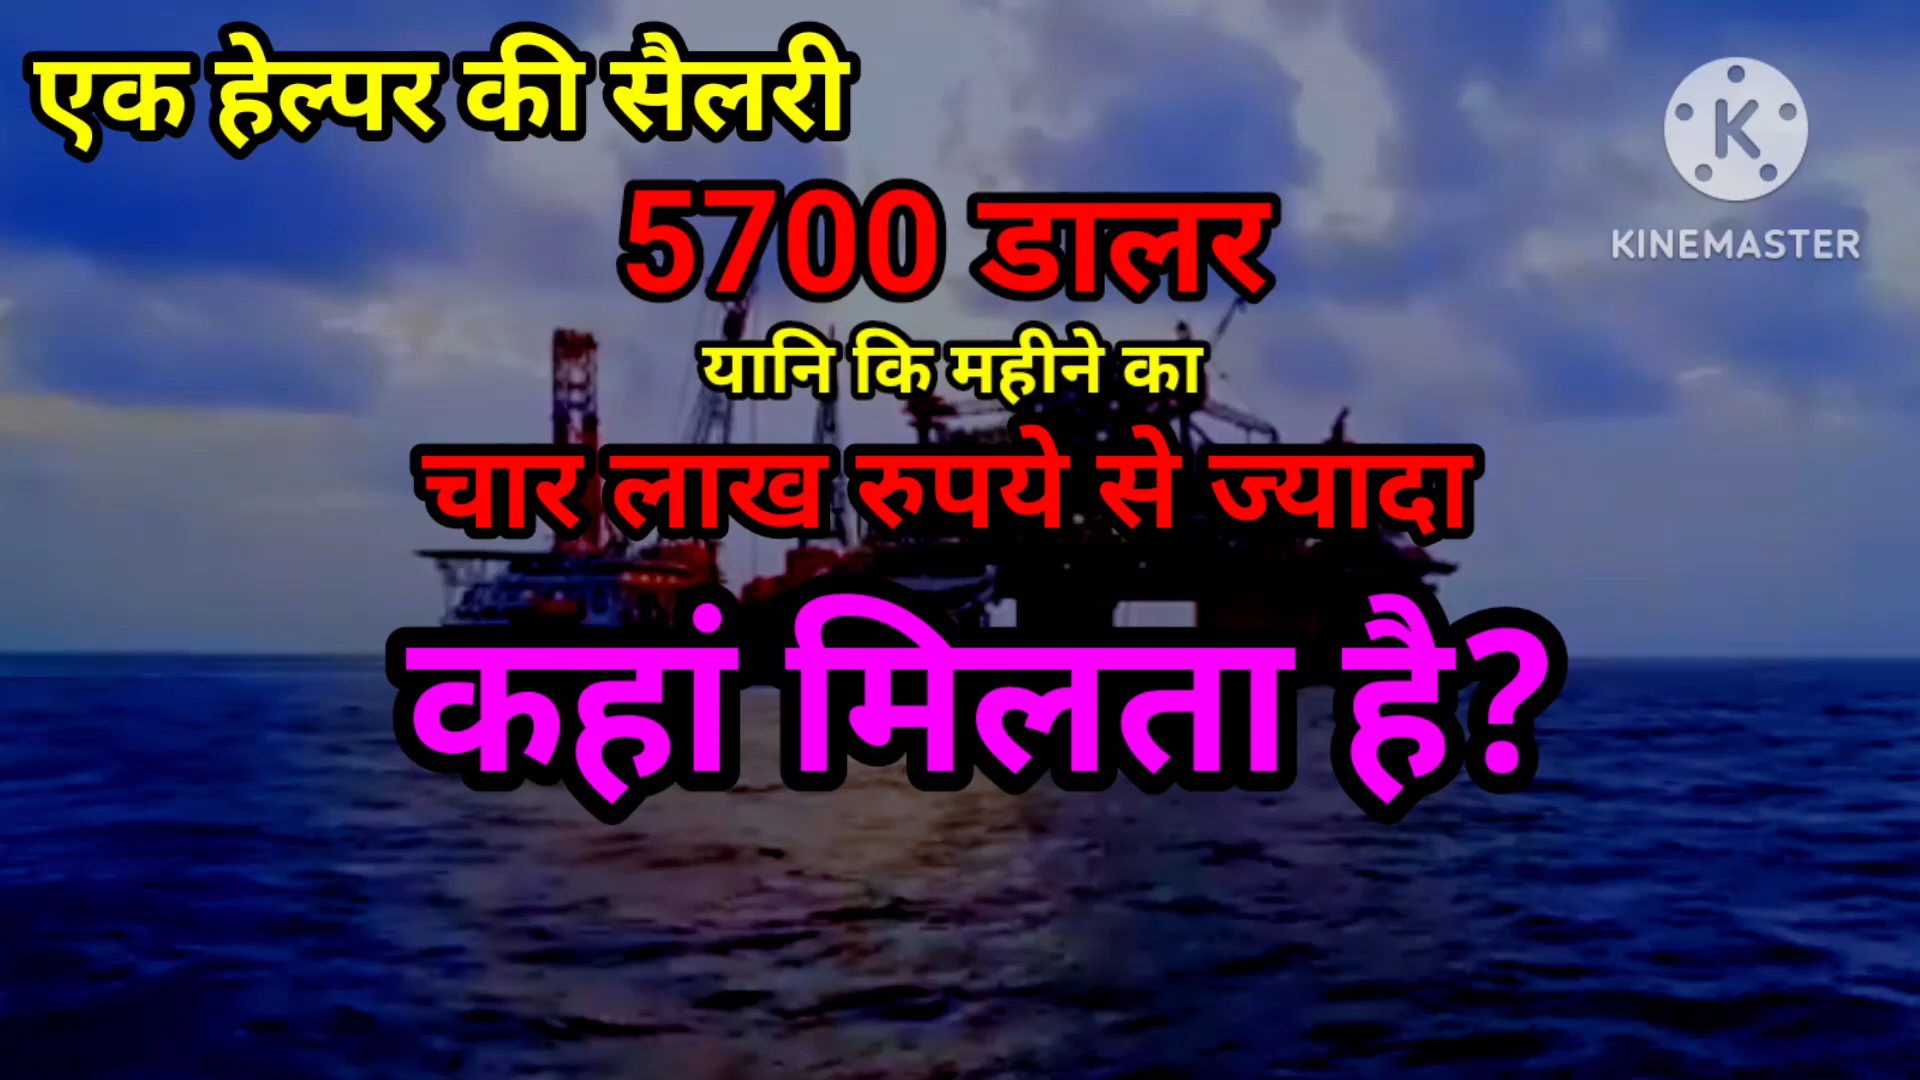 एक हेल्पर की सैलरी
5700 डालर
यानि कि महीने का
चार लाख रुपये से ज्यादा
कहां मिलता है?
K
KINEMASTER